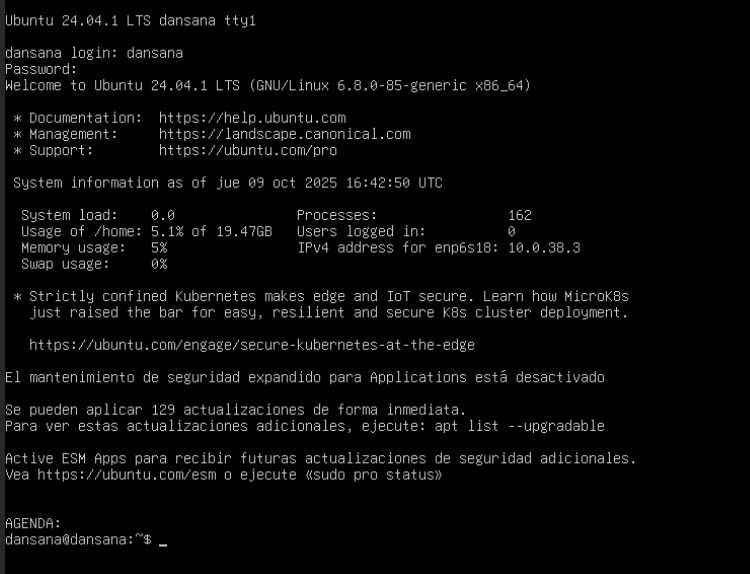 Ubuntu 24.04.1 LTS dansana tty1
dansana login: dansana
Password:
Welcome to Ubuntu 24.04.1 LTS (GNU/Linux 6.8.0-85-generic x86_64)
* Documentation:  https://help.ubuntu.com
* Management:     https://landscape.canonical.com
* Support:        https://ubuntu.com/pro
System information as of jue 09 oct 2025 16:42:50 UTC
System load:    0.0               Processes:                162
Usage of /home: 5.1% of 19.47GB   Users logged in:          0
Memory usage:   5%                IPv4 address for enp6s18: 10.0.38.3
Swap usage:     0%
* Strictly confined Kubernetes makes edge and IoT secure. Learn how MicroK8s
just raised the bar for easy, resilient and secure K8s cluster deployment.
https://ubuntu.com/engage/secure-kubernetes-at-the-edge
El mantenimiento de seguridad expandido para Applications está desactivado
Se pueden aplicar 129 actualizaciones de forma inmediata.
Para ver estas actualizaciones adicionales, ejecute: apt list --upgradable
Active ESM Apps para recibir futuras actualizaciones de seguridad adicionales.
Vea https://ubuntu.com/esm o ejecute «sudo pro status»
AGENDA:
dansana@dansana:~$ _